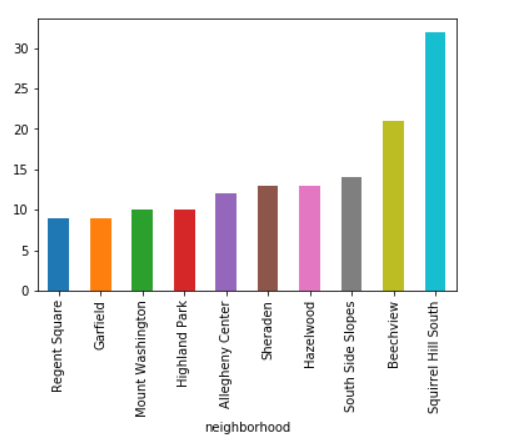 30
25
20
15
10
5
0
Regent Square
Garfield
Mount Washington
Highland Park
Allegheny Center
Sheraden
Hazelwood
South Side Slopes
Beechview
Squirrel Hill South
neighborhood